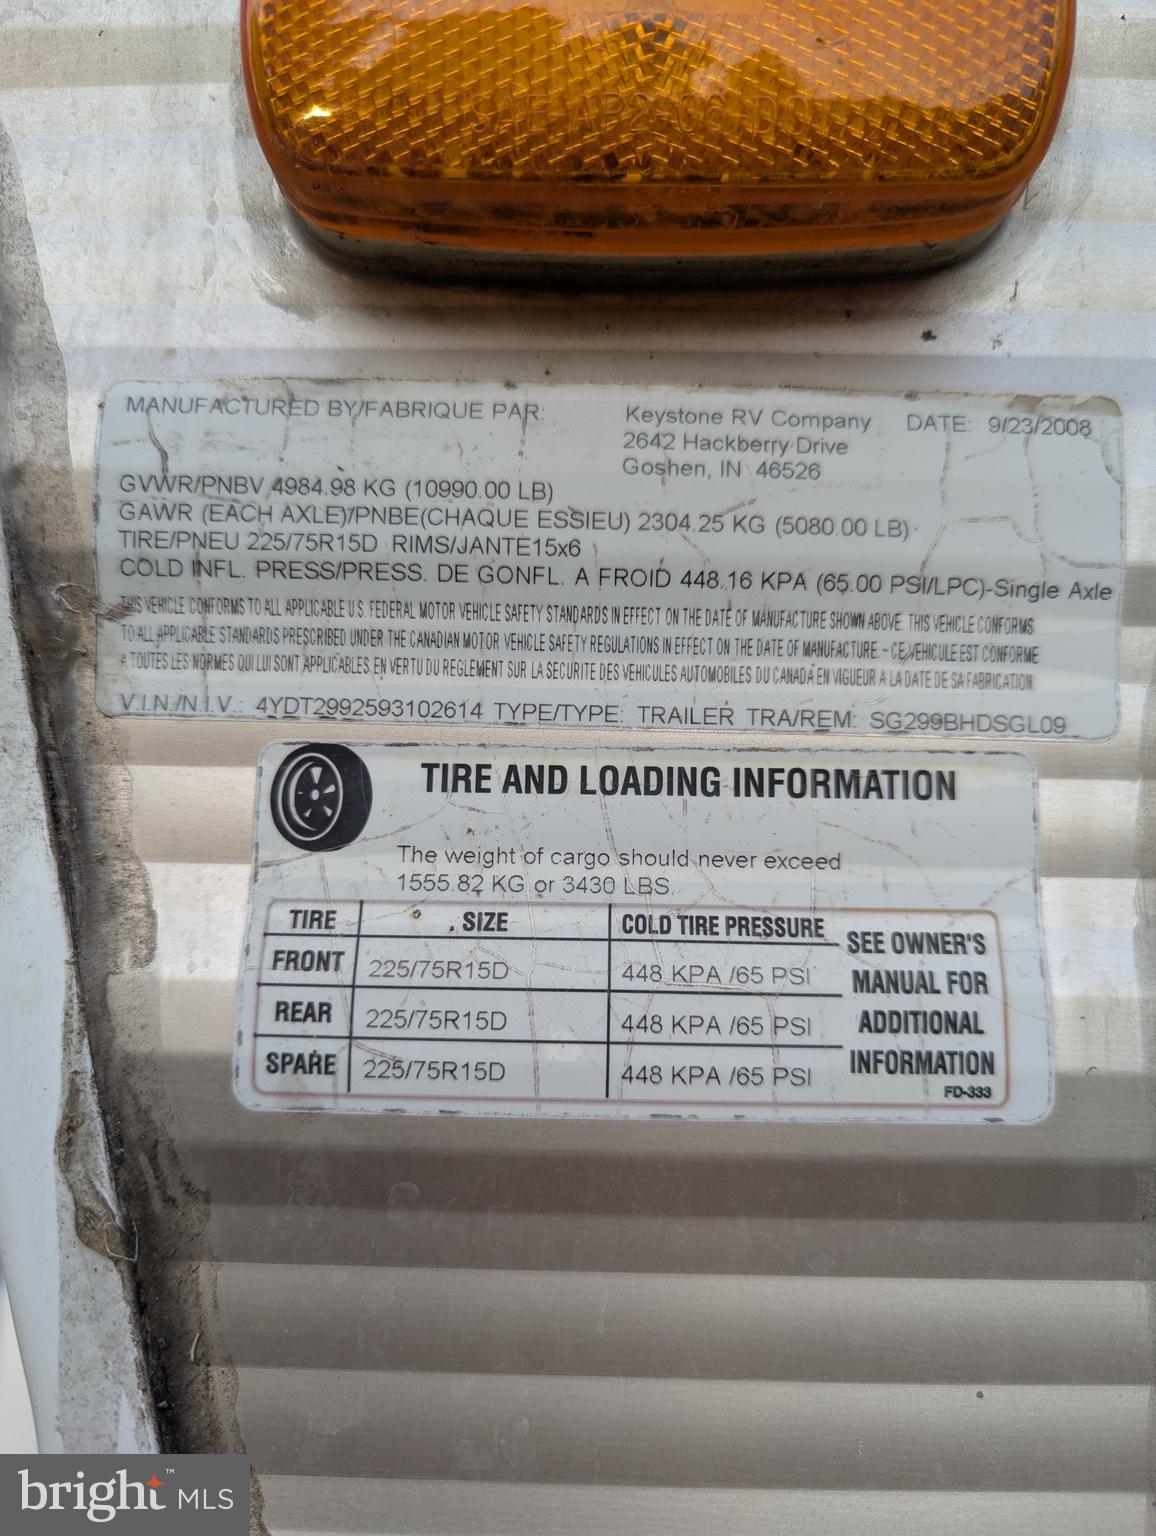 SAE AP2-06 DOT
MANUFACTURED BY/FABRIQUE PAR:
Keystone RV Company DATE: 9/23/2008
2642 Hackberry Drive
Goshen, IN 46526
GVWR/PNBV 4984.98 KG (10990.00 LB)
GAWR (EACH AXLE)/PNBE(CHAQUE ESSIEU) 2304.25 KG (5080.00 LB)
TIRE/PNEU 225/75R15D RIMS/JANTE15x6
COLD INFL. PRESS/PRESS. DE GONFL. A FROID 448.16 KPA (65.00 PSI/LPC)-Single Axle
THIS VEHICLE CONFORMS TO ALL APPLICABLE U.S. FEDERAL MOTOR VEHICLE SAFETY STANDARDS IN EFFECT ON THE DATE OF MANUFACTURE SHOWN ABOVE. THIS VEHICLE CONFORMS
TO ALL APPLICABLE STANDARDS PRESCRIBED UNDER THE CANADIAN MOTOR VEHICLE SAFETY REGULATIONS IN EFFECT ON THE DATE OF MANUFACTURE. - CE VEHICULE EST CONFORME
A TOUTES LES NORMES QUI LUI SONT APPLICABLES EN VERTU DU REGLEMENT SUR LA SECURITE DES VEHICULES AUTOMOBILES DU CANADA EN VIGUEUR A LA DATE DE SA FABRICATION.
V.I.N./N.I.V.: 4YDT2992593102614 TYPE/TYPE: TRAILER TRA/REM: SG299BHDSGL09
TIRE AND LOADING INFORMATION
The weight of cargo should never exceed
1555.82 KG or 3430 LBS.
TIRE SIZE COLD TIRE PRESSURE
FRONT 225/75R15D 448 KPA /65 PSI
REAR 225/75R15D 448 KPA /65 PSI
SPARE 225/75R15D 448 KPA /65 PSI
SEE OWNER'S
MANUAL FOR
ADDITIONAL
INFORMATION
FD-333
bright™ MLS